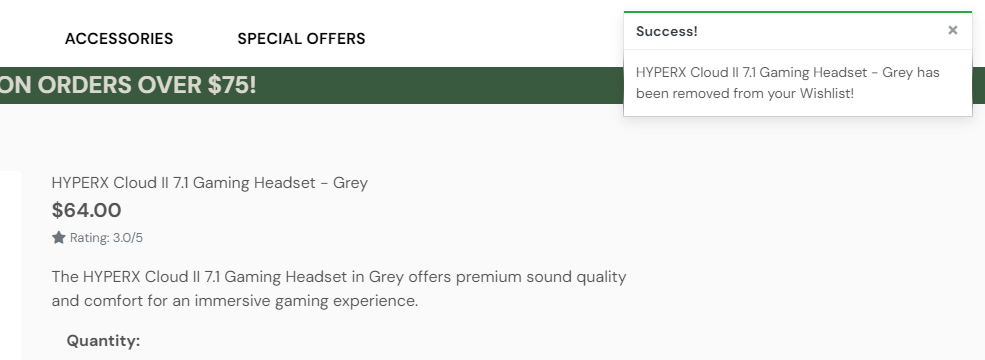 ACCESSORIES
SPECIAL OFFERS
ON ORDERS OVER $75!
Success!
×
HYPERX Cloud II 7.1 Gaming Headset - Grey has
been removed from your Wishlist!
HYPERX Cloud II 7.1 Gaming Headset - Grey
$64.00
Rating: 3.0/5
The HYPERX Cloud II 7.1 Gaming Headset in Grey offers premium sound quality
and comfort for an immersive gaming experience.
Quantity: